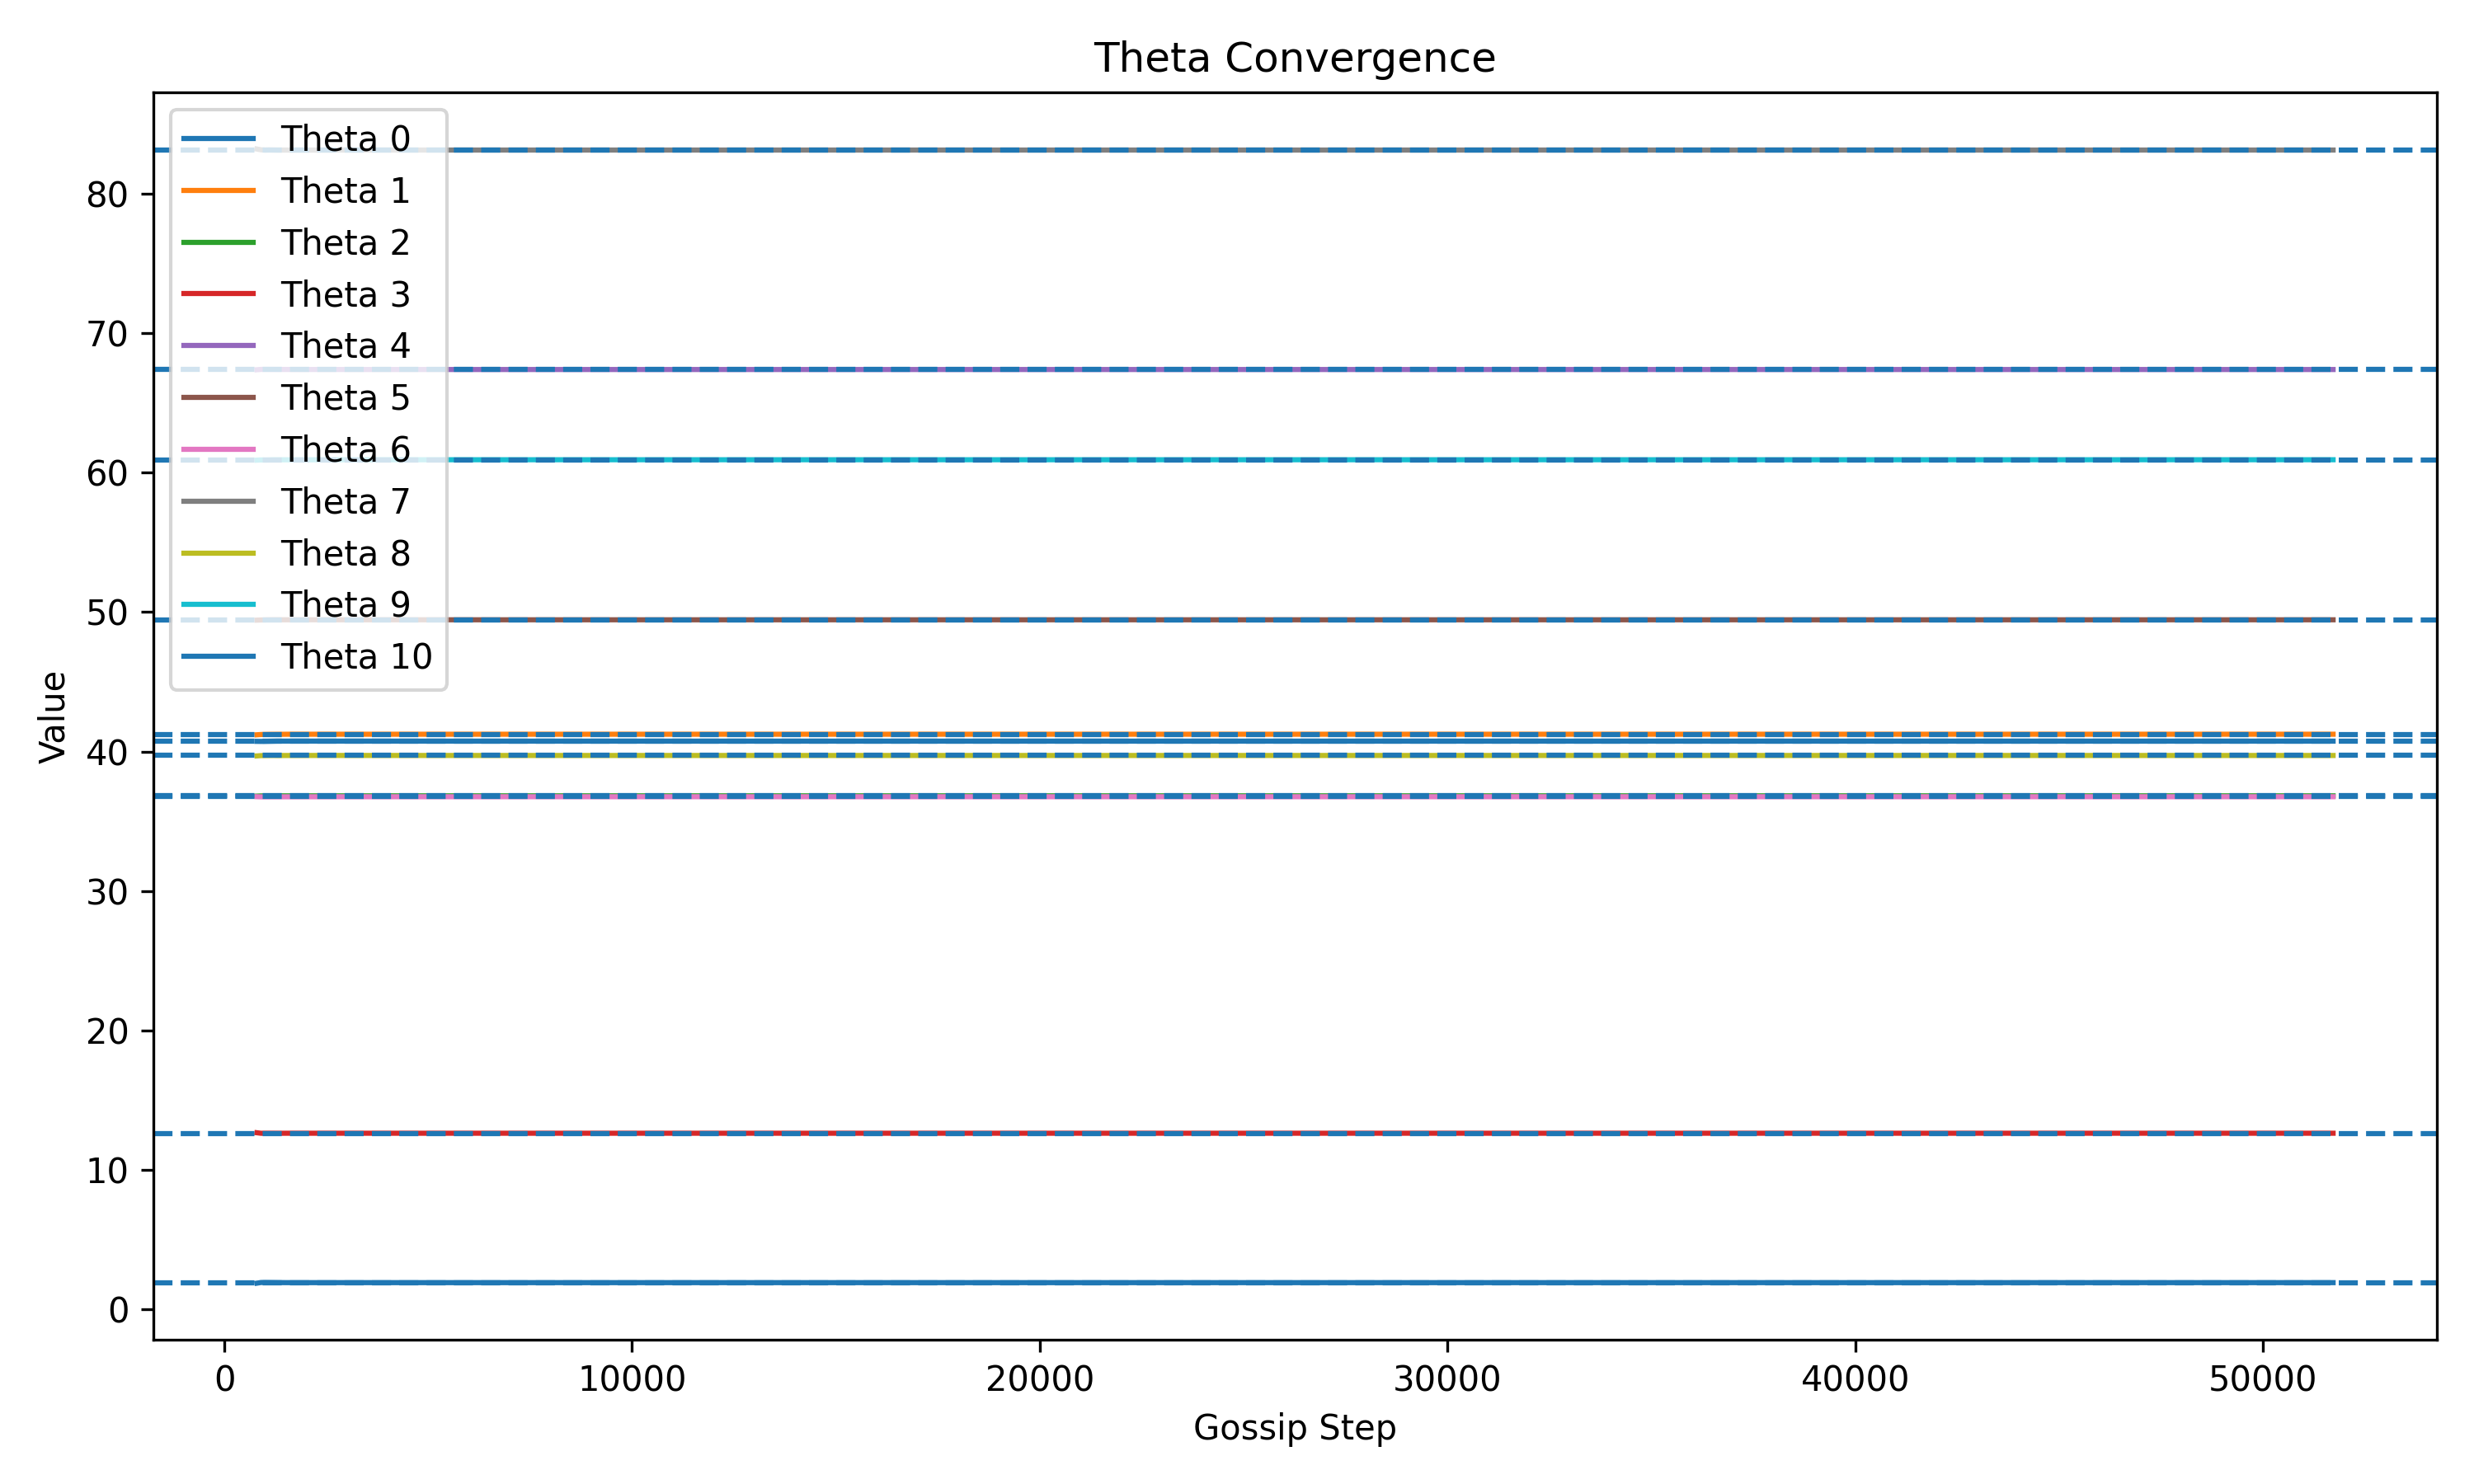 Theta Convergence
Theta 0
Theta 1
Theta 2
Theta 3
Theta 4
Theta 5
Theta 6
Theta 7
Theta 8
Theta 9
Theta 10
Value
80
70
60
50
40
30
20
10
0
0 10000 20000 30000 40000 50000
Gossip Step